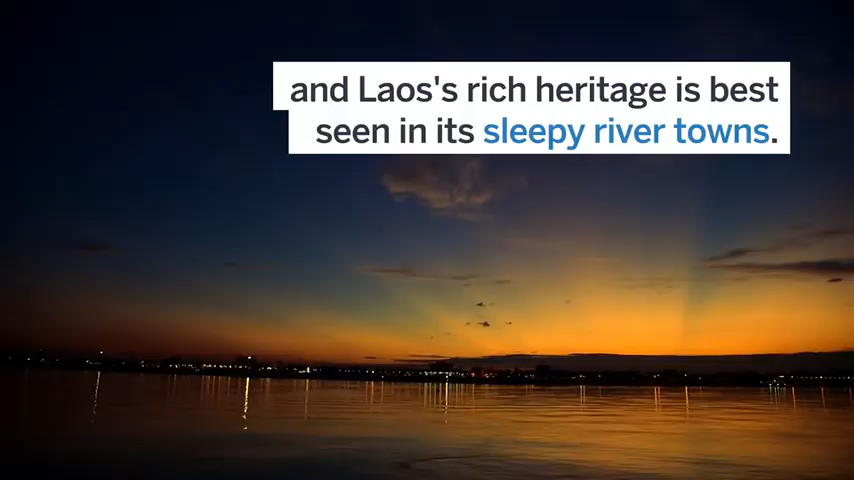 and Laos's rich heritage is best
seen in its sleepy river towns.